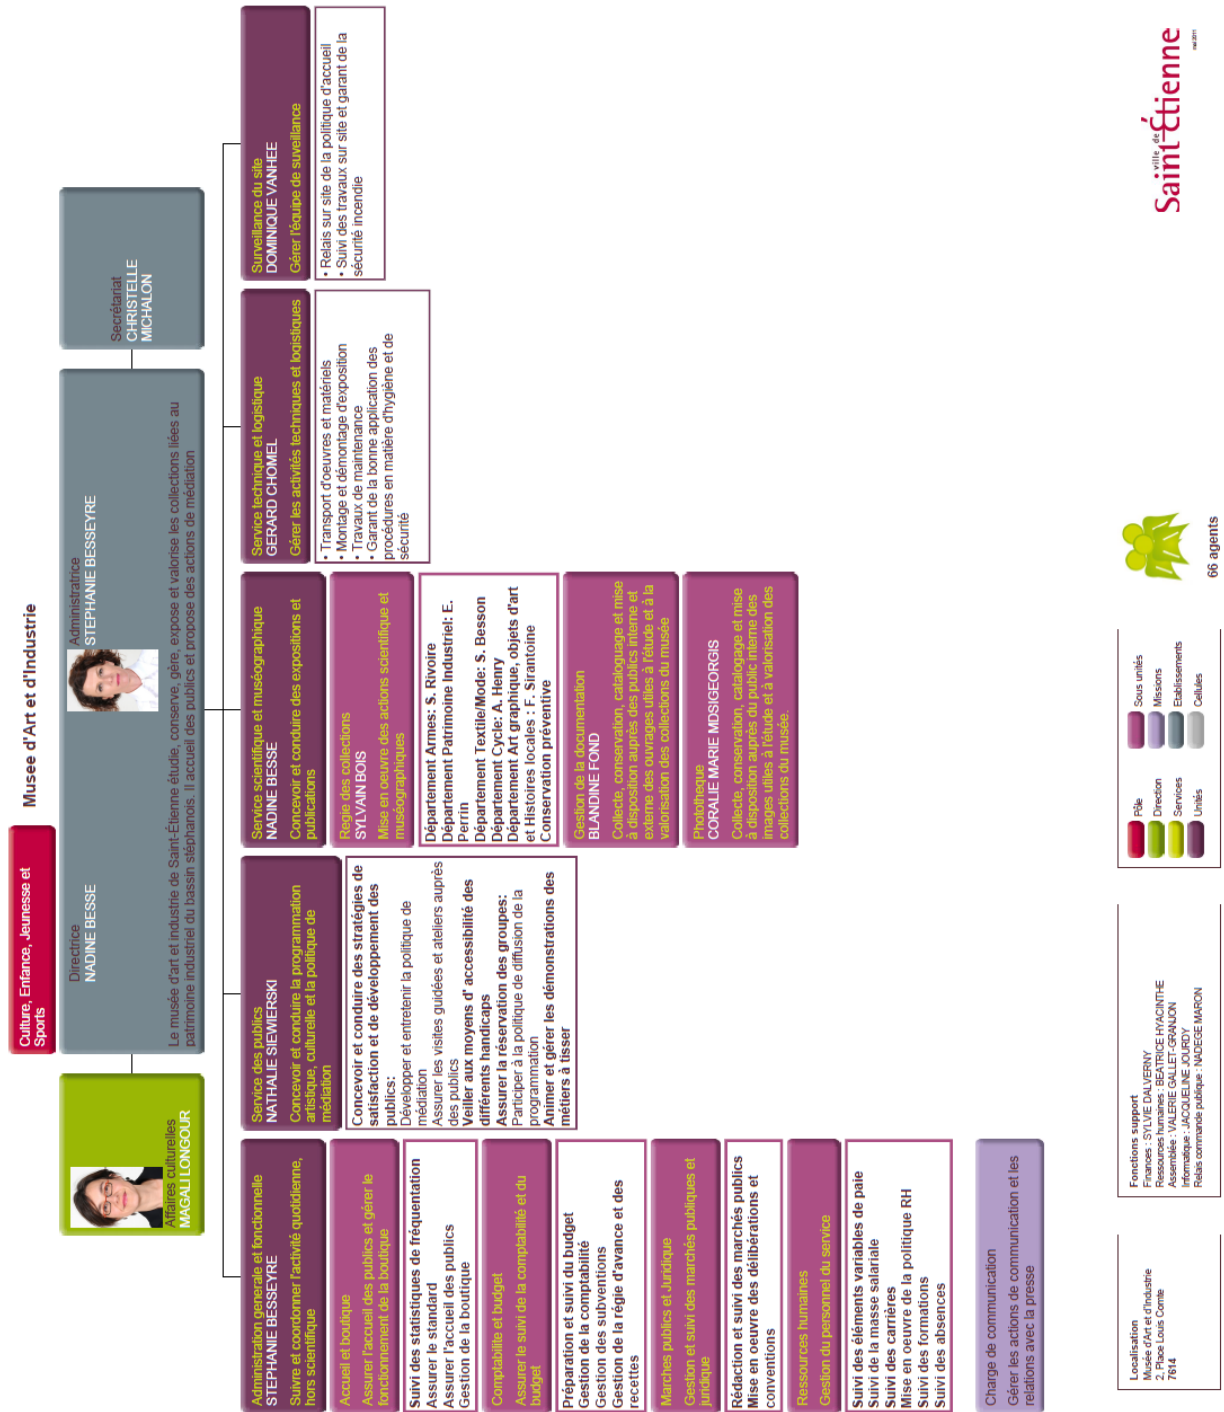 Culture, Enfance, Jeunesse et
Sports
Musee d'Art et d'Industrie
Affaires culturelles
MAGALI LONGOUR
Directrice
NADINE BESSE
Administratrice
STEPHANIE BESSEYRE
Le musée d'art et industrie de Saint-Étienne étudie, conserve, gère, expose et valorise les collections liées au
patrimoine industriel du bassin stéphanois. Il accueil des publics et propose des actions de médiation
Secrétariat
CHRISTELLE
MICHALON
Administration generale et fonctionnelle
STEPHANIE BESSEYRE
Suivre et coordonner l'activité quotidienne,
hors scientifique
Accueil et boutique
Assurer l'accueil des publics et gérer le
fonctionnement de la boutique
Suivi des statistiques de fréquentation
Assurer le standard
Assurer l'accueil des publics
Gestion de la boutique
Comptabilite et budget
Assurer le suivi de la comptabilité et du
budget
Préparation et suivi du budget
Gestion de la comptabilité
Gestion des subventions
Gestion de la régie d'avance et des
recettes
Marches publics et Juridique
Gestion et suivi des marchés publiques et
juridique
Rédaction et suivi des marchés publics
Mise en oeuvre des délibérations et
conventions
Ressources humaines
Gestion du personnel du service
Suivi des éléments variables de paie
Suivi de la masse salariale
Suivi des carrières
Mise en oeuvre de la politique RH
Suivi des formations
Suivi des absences
Charge de communication
Gérer les actions de communication et les
relations avec la presse
Service des publics
NATHALIE SIEWIERSKI
Concevoir et conduire la programmation
artistique, culturelle et la politique de
médiation
Concevoir et conduire des stratégies de
satisfaction et de développement des
publics:
Développer et entretenir la politique de
médiation
Assurer les visites guidées et ateliers auprès
des publics
Veiller aux moyens d' accessibilité des
différents handicaps
Assurer la réservation des groupes:
Participer à la politique de diffusion de la
programmation
Animer et gérer les démonstrations des
métiers à tisser
Service scientifique et muséographique
NADINE BESSE
Concevoir et conduire des expositions et
publications
Regie des collections
SYLVAIN BOIS
Mise en oeuvre des actions scientifique et
muséographiques
Département Armes: S. Rivoire
Département Patrimoine Industriel: E.
Perrin
Département Textile/Mode: S. Besson
Département Cycle: A. Henry
Département Art graphique, objets d'art
et Histoires locales : F. Sirantoine
Conservation préventive
Gestion de la documentation
BLANDINE FOND
Collecte, conservation, cataloguage et mise
à disposition auprès des publics interne et
externe des ouvrages utiles à l'étude et à la
valorisation des collections du musée
Photheque
CORALIE MARIE MDSIGEORGIS
Collecte, conservation, catalogage et mise
à disposition auprès du public interne des
images utiles à l'étude et à valorisation des
collections du musée.
Service technique et logistique
GERARD CHOMEL
Gérer les activités techniques et logistiques
• Transport d'oeuvres et matériels
• Montage et démontage d'exposition
• Travaux de maintenance
• Garant de la bonne application des
procédures en matière d'hygiène et de
sécurité
Surveillance du site
DOMINIQUE VANHEE
Gérer l'équipe de suveillance
• Relais sur site de la politique d'accueil
• Suivi des travaux sur site et garant de la
sécurité incendie
Localisation
Musée d'Art et d'Industrie
2, Place Louis Comte
7614
Fonctions support
Finances : SYLVIE DALVERNY
Ressources humaines : BEATRICE HYACINTHE
Assemblée : VALERIE GALLET-GRANJON
Informatique : JACQUELINE JOURDY
Relais commande publique : NADEGE MARON
Pôle
Direction
Services
Unités
Sous unités
Missions
Etablissements
Cellules
66 agents
ville de
Saint-Étienne
mai 2011